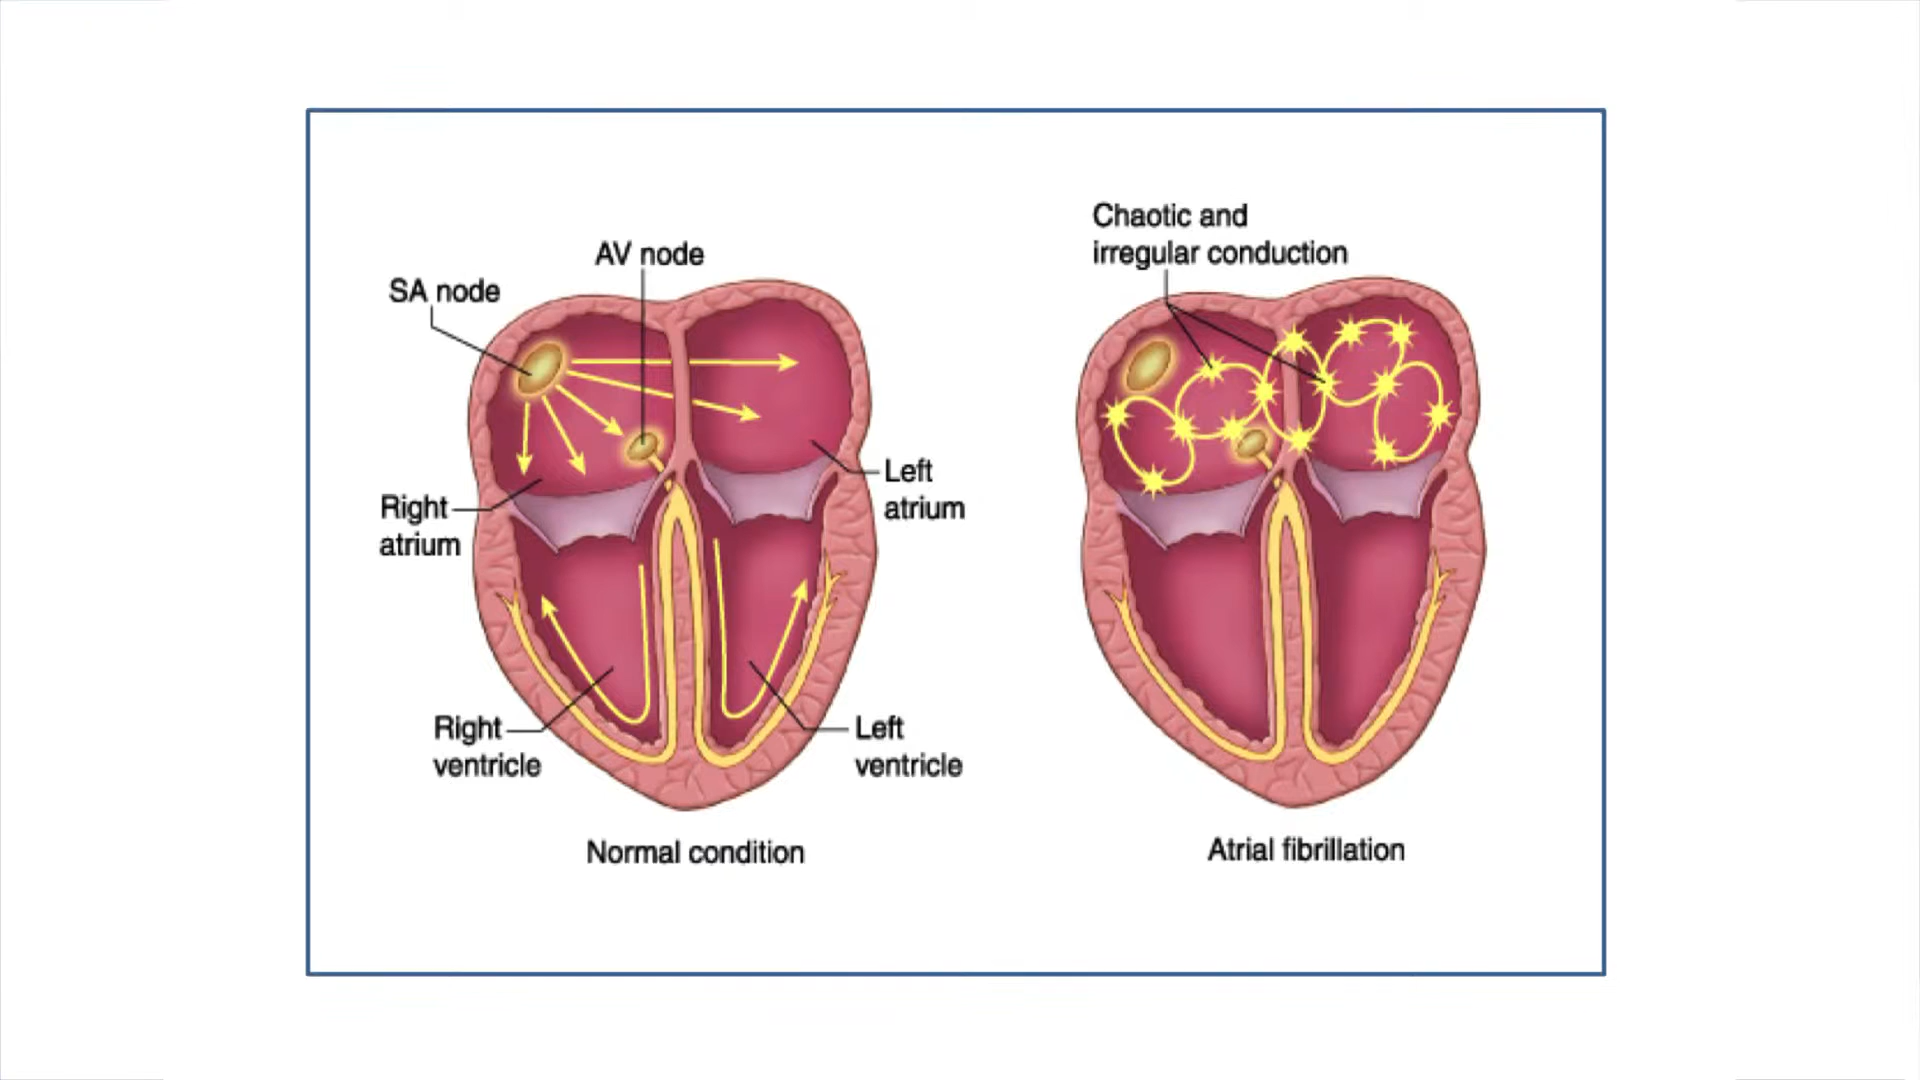 SA node
AV node
Right
atrium
Left
atrium
Right
ventricle
Left
ventricle
Normal condition
Chaotic and
irregular conduction
Atrial fibrillation